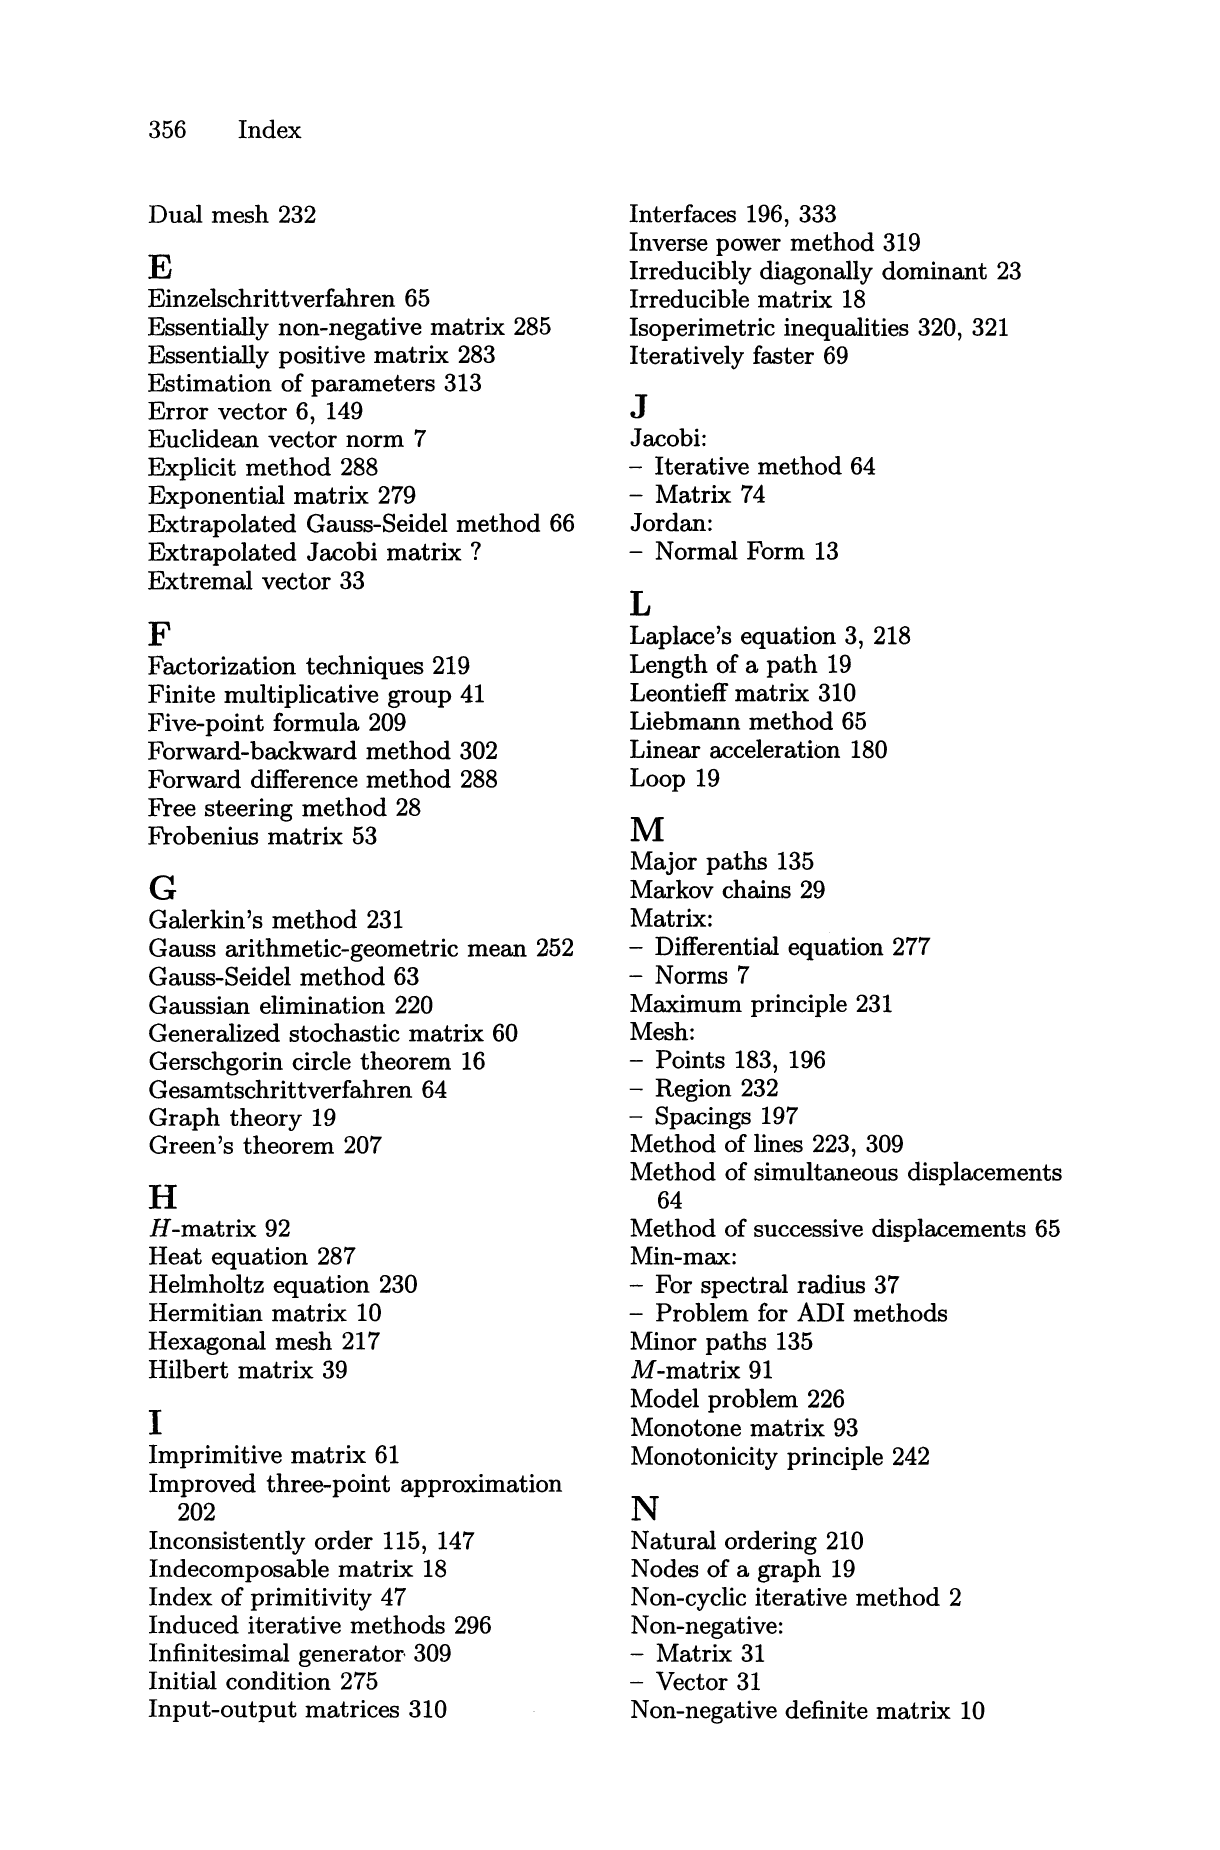 356 Index
Dual mesh 232
E
Einzelschrittverfahren 65
Essentially non-negative matrix 285
Essentially positive matrix 283
Estimation of parameters 313
Error vector 6, 149
Euclidean vector norm 7
Explicit method 288
Exponential matrix 279
Extrapolated Gauss-Seidel method 66
Extrapolated Jacobi matrix ?
Extremal vector 33
F
Factorization techniques 219
Finite multiplicative group 41
Five-point formula 209
Forward-backward method 302
Forward difference method 288
Free steering method 28
Frobenius matrix 53
G
Galerkin's method 231
Gauss arithmetic-geometric mean 252
Gauss-Seidel method 63
Gaussian elimination 220
Generalized stochastic matrix 60
Gerschgorin circle theorem 16
Gesamtschrittverfahren 64
Graph theory 19
Green's theorem 207
H
H-matrix 92
Heat equation 287
Helmholtz equation 230
Hermitian matrix 10
Hexagonal mesh 217
Hilbert matrix 39
I
Imprimitive matrix 61
Improved three-point approximation
202
Inconsistently order 115, 147
Indecomposable matrix 18
Index of primitivity 47
Induced iterative methods 296
Infinitesimal generator 309
Initial condition 275
Input-output matrices 310
Interfaces 196, 333
Inverse power method 319
Irreducibly diagonally dominant 23
Irreducible matrix 18
Isoperimetric inequalities 320, 321
Iteratively faster 69
J
Jacobi:
– Iterative method 64
– Matrix 74
Jordan:
– Normal Form 13
L
Laplace's equation 3, 218
Length of a path 19
Leontieff matrix 310
Liebmann method 65
Linear acceleration 180
Loop 19
M
Major paths 135
Markov chains 29
Matrix:
– Differential equation 277
– Norms 7
Maximum principle 231
Mesh:
– Points 183, 196
– Region 232
– Spacings 197
Method of lines 223, 309
Method of simultaneous displacements
64
Method of successive displacements 65
Min-max:
– For spectral radius 37
– Problem for ADI methods
Minor paths 135
M-matrix 91
Model problem 226
Monotone matrix 93
Monotonicity principle 242
N
Natural ordering 210
Nodes of a graph 19
Non-cyclic iterative method 2
Non-negative:
– Matrix 31
– Vector 31
Non-negative definite matrix 10